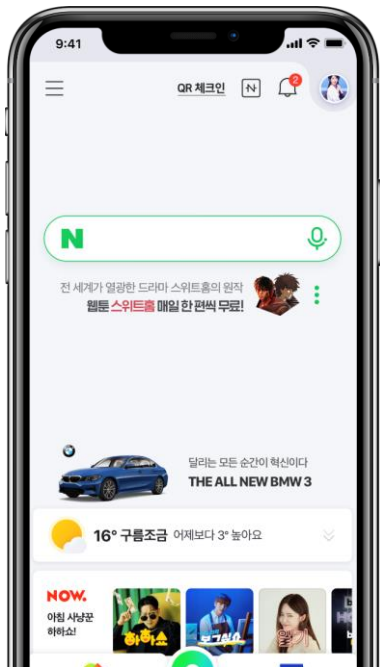 9:41
QR 체크인
N
2
N
전 세계가 열광한 드라마 스위트홈의 원작
웹툰 스위트홈 매일 한 편씩 무료!
달리는 모든 순간이 혁신이다
THE ALL NEW BMW 3
16° 구름조금 어제보다 3° 높아요
NOW.
아침 사냥꾼
하하쇼!
하하쇼